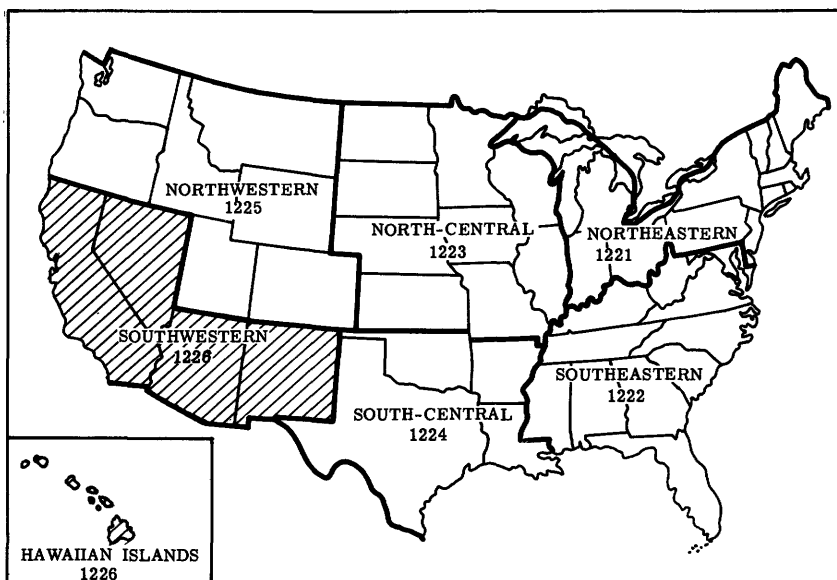 NORTHWESTERN
1225
NORTH-CENTRAL
1223
NORTHEASTERN
1221
SOUTHWESTERN
1226
SOUTHEASTERN
1222
SOUTH-CENTRAL
1224
HAWAIIAN ISLANDS
1226